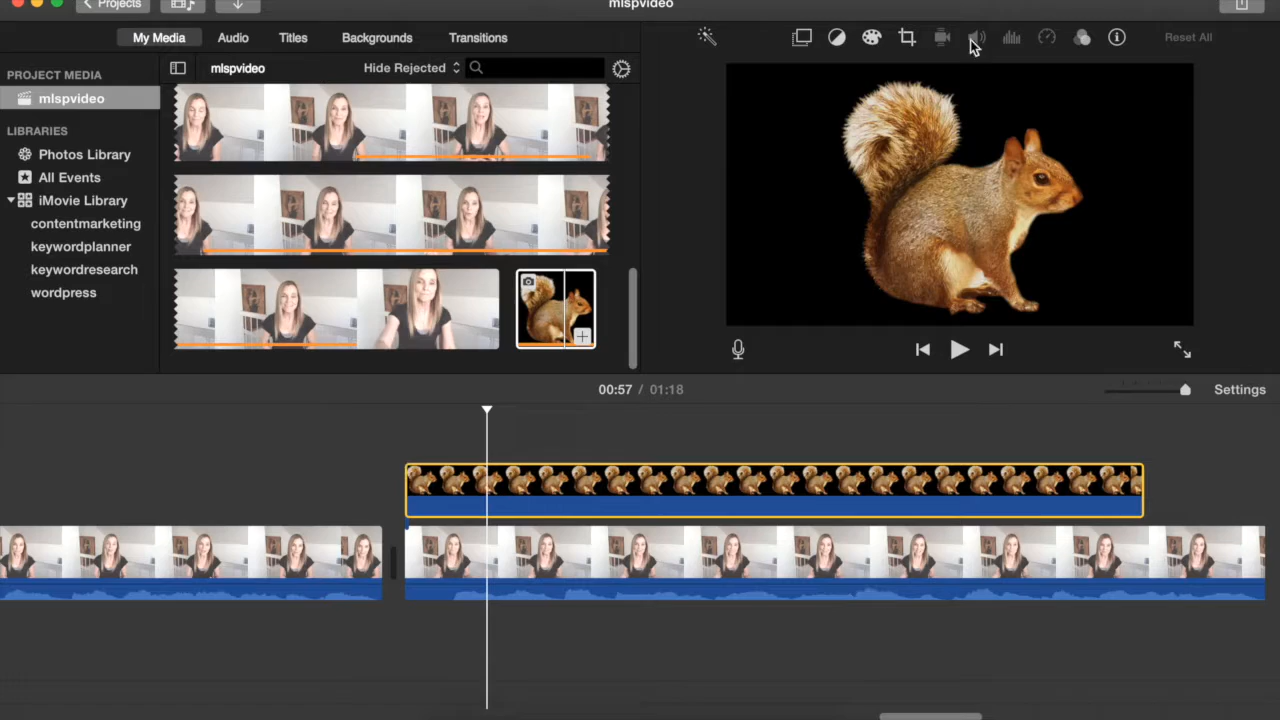 Projects
mlspvideo
My Media
Audio
Titles
Backgrounds
Transitions
Reset All
PROJECT MEDIA
mlspvideo
mlspvideo
Hide Rejected
LIBRARIES
Photos Library
All Events
iMovie Library
contentmarketing
keywordplanner
keywordresearch
wordpress
00:57 / 01:18
Settings